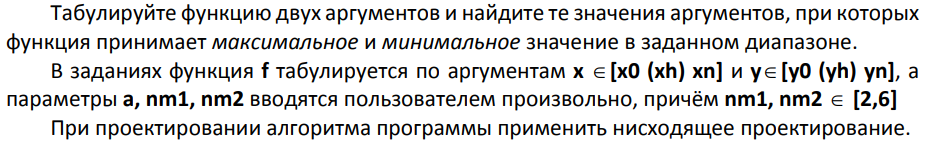 Табулируйте функцию двух аргументов и найдите те значения аргументов, при которых
функция принимает максимальное и минимальное значение в заданном диапазоне.
В заданиях функция f табулируется по аргументам x ∈[x0 (xh) xn] и y∈[y0 (yh) yn], а
параметры a, nm1, nm2 вводятся пользователем произвольно, причём nm1, nm2 ∈ [2,6]
При проектировании алгоритма программы применить нисходящее проектирование.